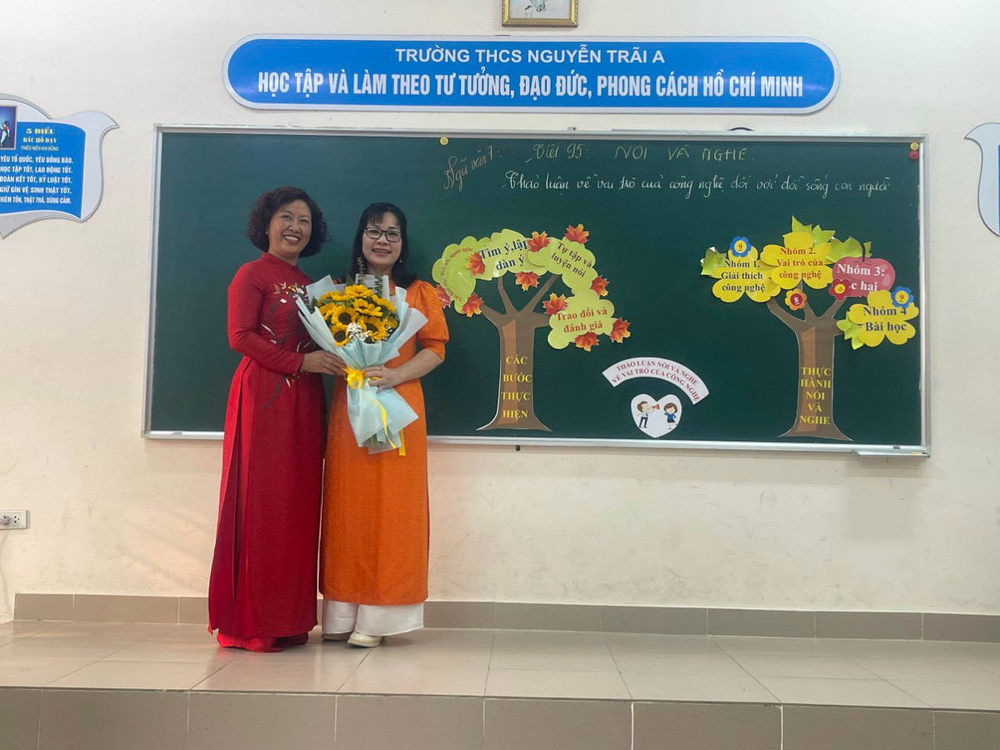 TRƯỜNG THCS NGUYỄN TRÃI A
HỌC TẬP VÀ LÀM THEO TƯ TƯỞNG, ĐẠO ĐỨC, PHONG CÁCH HỒ CHÍ MINH
5 ĐIỀU
BÁC HỒ DẠY
THIẾU NIÊN NHI ĐỒNG
YÊU TỔ QUỐC, YÊU ĐỒNG BÀO.
HỌC TẬP TỐT, LAO ĐỘNG TỐT.
ĐOÀN KẾT TỐT, KỶ LUẬT TỐT.
GIỮ GÌN VỆ SINH THẬT TỐT.
TỐN, THẬT THÀ, DŨNG CẢM.
Ngữ văn 7: Tiết 95: NÓI VÀ NGHE
Thảo luận về vai trò của công nghệ đối với đời sống con người
Tìm ý, lập
dàn ý
Tự tập và
luyện nói
Trao đổi và
đánh giá
CÁC
BƯỚC
THỰC
HIỆN
THẢO LUẬN NÓI VÀ NGHE
VỀ VAI TRÒ CỦA CÔNG NGHỆ
9
Nhóm 1.
Giải thích
công nghệ
Nhóm 2.
Vai trò của
công nghệ
Nhóm 3:
c hại
8
10
9
Nhóm 4
Bài học
THỰC
HÀNH
NÓI
VÀ
NGHE